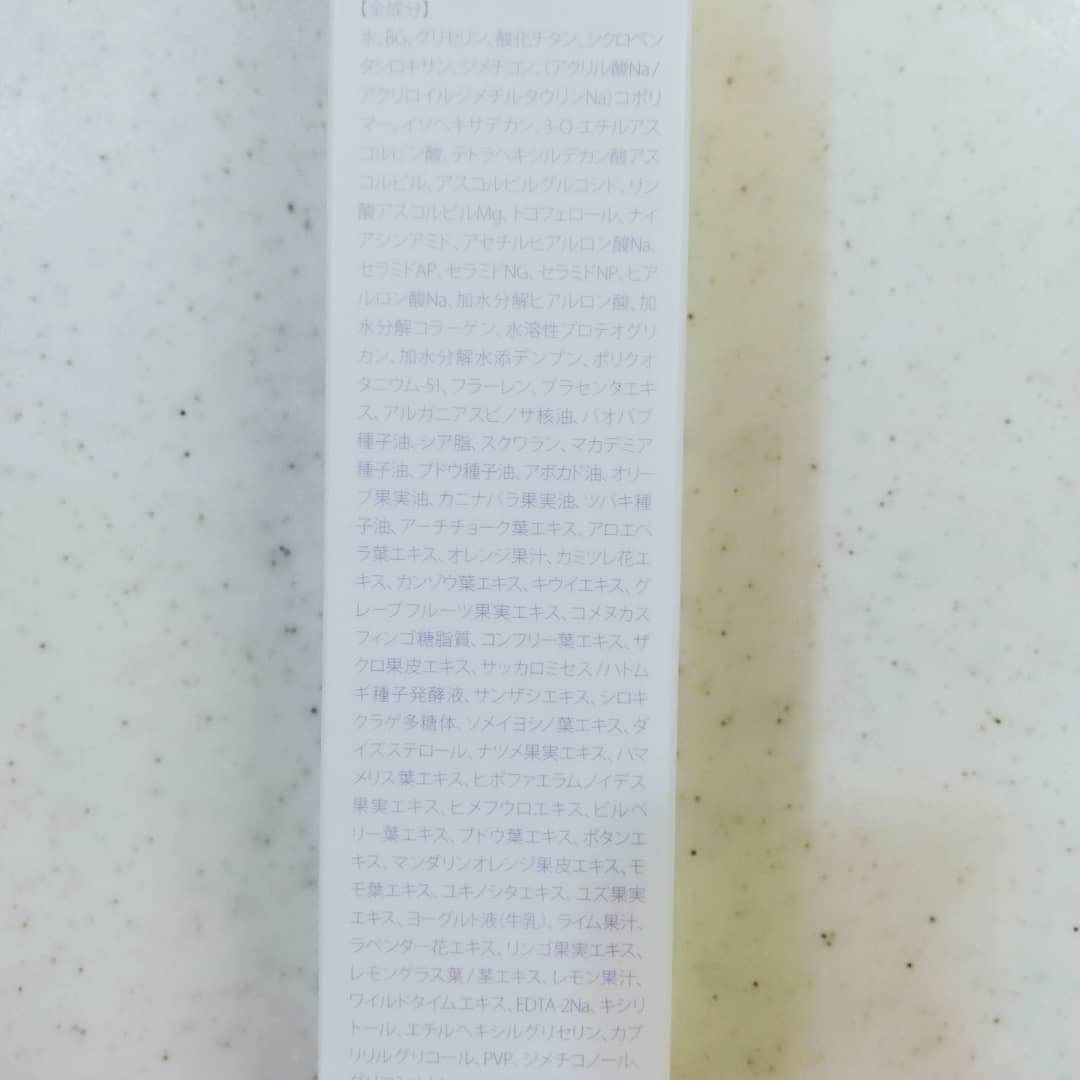 【全成分】
水、BG、グリセリン、酸化チタン、シクロペン
タシロキサン、ジメチコン、(アクリル酸Na/
アクリロイルジメチルタウリンNa)コポリ
マー、イソヘキサデカン、3-O-エチルアス
コルビン酸、テトラヘキシルデカン酸アス
コルビル、アスコルビルグルコシド、リン
酸アスコルビルMg、トコフェロール、ナイ
アシンアミド、アセチルヒアルロン酸Na、
セラミドAP、セラミドNG、セラミドNP、ヒア
ルロン酸Na、加水分解ヒアルロン酸、加
水分解コラーゲン、水溶性プロテオグリ
カン、加水分解水添デンプン、ポリクオ
タニウム-51、フラーレン、プラセンタエキ
ス、アルガニアスピノサ核油、バオバブ
種子油、シア脂、スクワラン、マカデミア
種子油、ブドウ種子油、アボカド油、オリー
ブ果実油、カニナバラ果実油、ツバキ種
子油、アーチチョーク葉エキス、アロエベ
ラ葉エキス、オレンジ果汁、カミツレ花エ
キス、カンゾウ葉エキス、キウイエキス、グ
レープフルーツ果実エキス、コメヌカス
フィンゴ糖脂質、コンフリー葉エキス、ザ
クロ果皮エキス、サッカロミセス/ハトム
ギ種子発酵液、サンザシエキス、シロキ
クラゲ多糖体、ソメイヨシノ葉エキス、ダ
イズステロール、ナツメ果実エキス、ハマ
メリス葉エキス、ヒポファエラムノイデス
果実エキス、ヒメフウロエキス、ビルベ
リー葉エキス、ブドウ葉エキス、ボタンエ
キス、マンダリンオレンジ果皮エキス、モ
モ葉エキス、ユキノシタエキス、ユズ果実
エキス、ヨーグルト液(牛乳)、ライム果汁、
ラベンダー花エキス、リンゴ果実エキス、
レモングラス葉/茎エキス、レモン果汁、
ワイルドタイムエキス、EDTA-2Na、キシリ
トール、エチルヘキシルグリセリン、カプ
リリルグリコール、PVP、ジメチコノール、